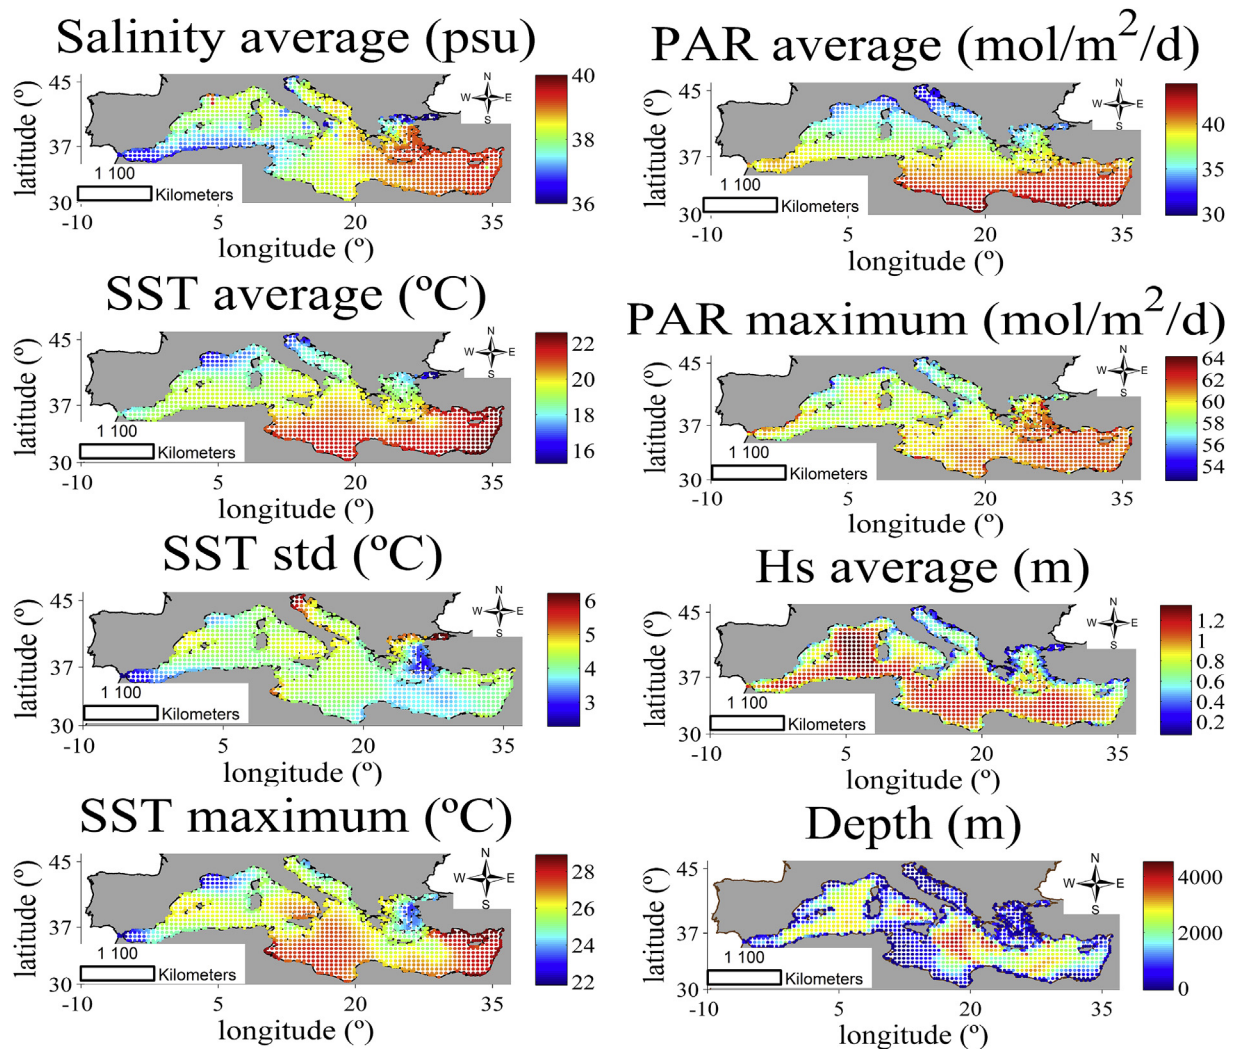 Salinity average (psu)
45
37
30
latitude (º)
N
W E
S
1 100
Kilometers
40
38
36
-10 5 20 35
longitude (º)
PAR average (mol/m²/d)
45
37
30
latitude (º)
N
W E
S
1 100
Kilometers
40
35
30
-10 5 20 35
longitude (º)
SST average (ºC)
45
37
30
latitude (º)
N
W E
S
1 100
Kilometers
22
20
18
16
-10 5 20 35
longitude (º)
PAR maximum (mol/m²/d)
45
37
30
latitude (º)
N
W E
S
1 100
Kilometers
64
62
60
58
56
54
-10 5 20 35
longitude (º)
SST std (ºC)
45
37
30
latitude (º)
N
W E
S
1 100
Kilometers
6
5
4
3
-10 5 20 35
longitude (º)
Hs average (m)
45
37
30
latitude (º)
N
W E
S
1 100
Kilometers
1.2
1
0.8
0.6
0.4
0.2
-10 5 20 35
longitude (º)
SST maximum (ºC)
45
37
30
latitude (º)
N
W E
S
1 100
Kilometers
28
26
24
22
-10 5 20 35
longitude (º)
Depth (m)
45
37
30
latitude (º)
N
W E
S
1 100
Kilometers
4000
2000
0
-10 5 20 35
longitude (º)